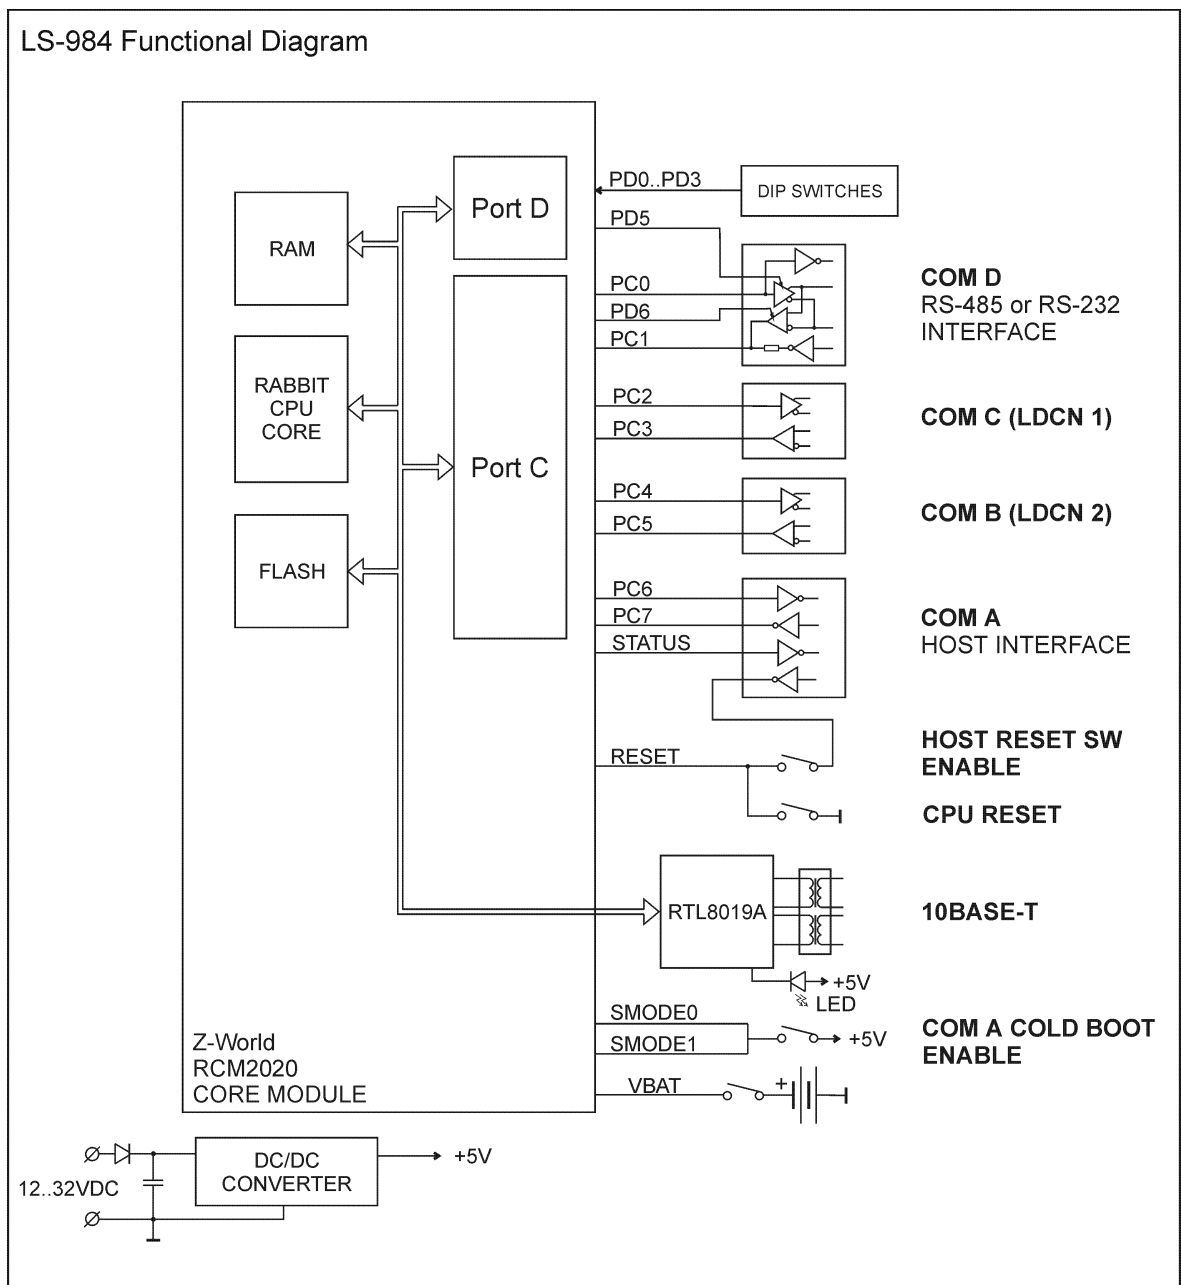 LS-984 Functional Diagram
Port D
PD0..PD3
DIP SWITCHES
PD5
RAM
COM D
RS-485 or RS-232
INTERFACE
PC0
PD6
PC1
RABBIT
CPU
CORE
PC2
PC3
COM C (LDCN 1)
Port C
PC4
PC5
COM B (LDCN 2)
FLASH
PC6
PC7
STATUS
COM A
HOST INTERFACE
RESET
HOST RESET SW
ENABLE
CPU RESET
RTL8019A
10BASE-T
+5V
LED
SMODE0
SMODE1
+5V
COM A COLD BOOT
ENABLE
Z-World
RCM2020
CORE MODULE
VBAT
+
12..32VDC
DC/DC
CONVERTER
+5V